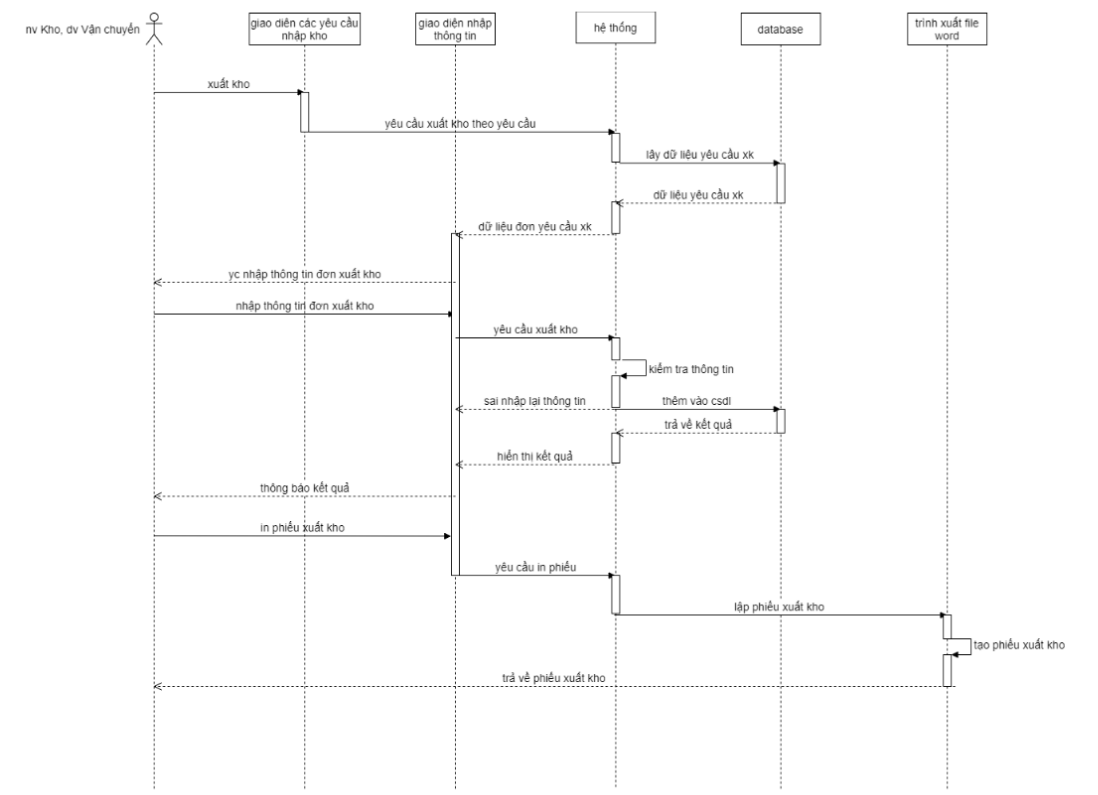 nv Kho, dv Vận chuyển
giao diện các yêu cầu
nhập kho
giao diện nhập
thông tin
hệ thống
database
trình xuất file
word
xuất kho
yêu cầu xuất kho theo yêu cầu
lấy dữ liệu yêu cầu xk
dữ liệu yêu cầu xk
dữ liệu đơn yêu cầu xk
yc nhập thông tin đơn xuất kho
nhập thông tin đơn xuất kho
yêu cầu xuất kho
kiểm tra thông tin
sai nhập lại thông tin
thêm vào csdl
trả về kết quả
hiển thị kết quả
thông báo kết quả
in phiếu xuất kho
yêu cầu in phiếu
lập phiếu xuất kho
tạo phiếu xuất kho
trả về phiếu xuất kho